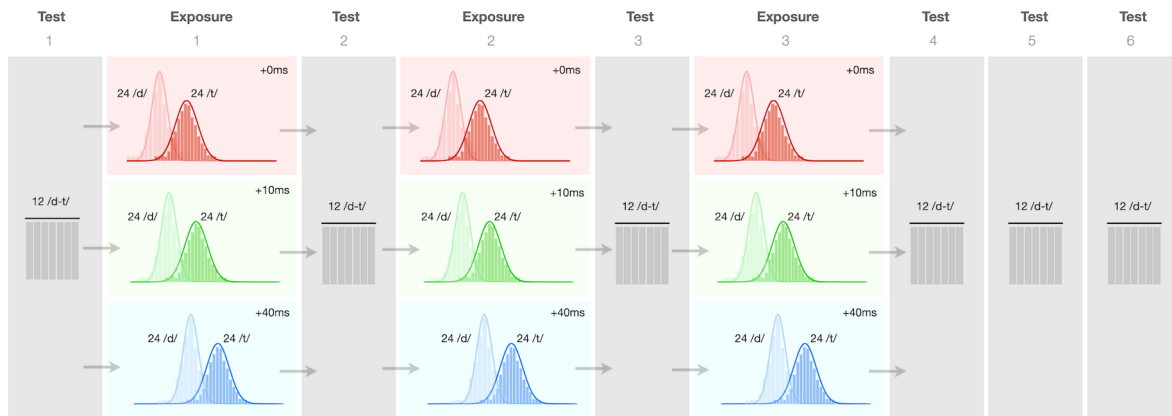 Test Exposure Test Exposure Test Exposure Test Test Test
1 1 2 2 3 3 4 5 6
+0ms +0ms +0ms
24 /d/ 24 /t/ 24 /d/ 24 /t/ 24 /d/ 24 /t/
+10ms +10ms +10ms
12 /d-t/ 24 /d/ 24 /t/ 12 /d-t/ 24 /d/ 24 /t/ 12 /d-t/ 24 /d/ 24 /t/ 12 /d-t/ 12 /d-t/ 12 /d-t/
+40ms +40ms +40ms
24 /d/ 24 /t/ 24 /d/ 24 /t/ 24 /d/ 24 /t/